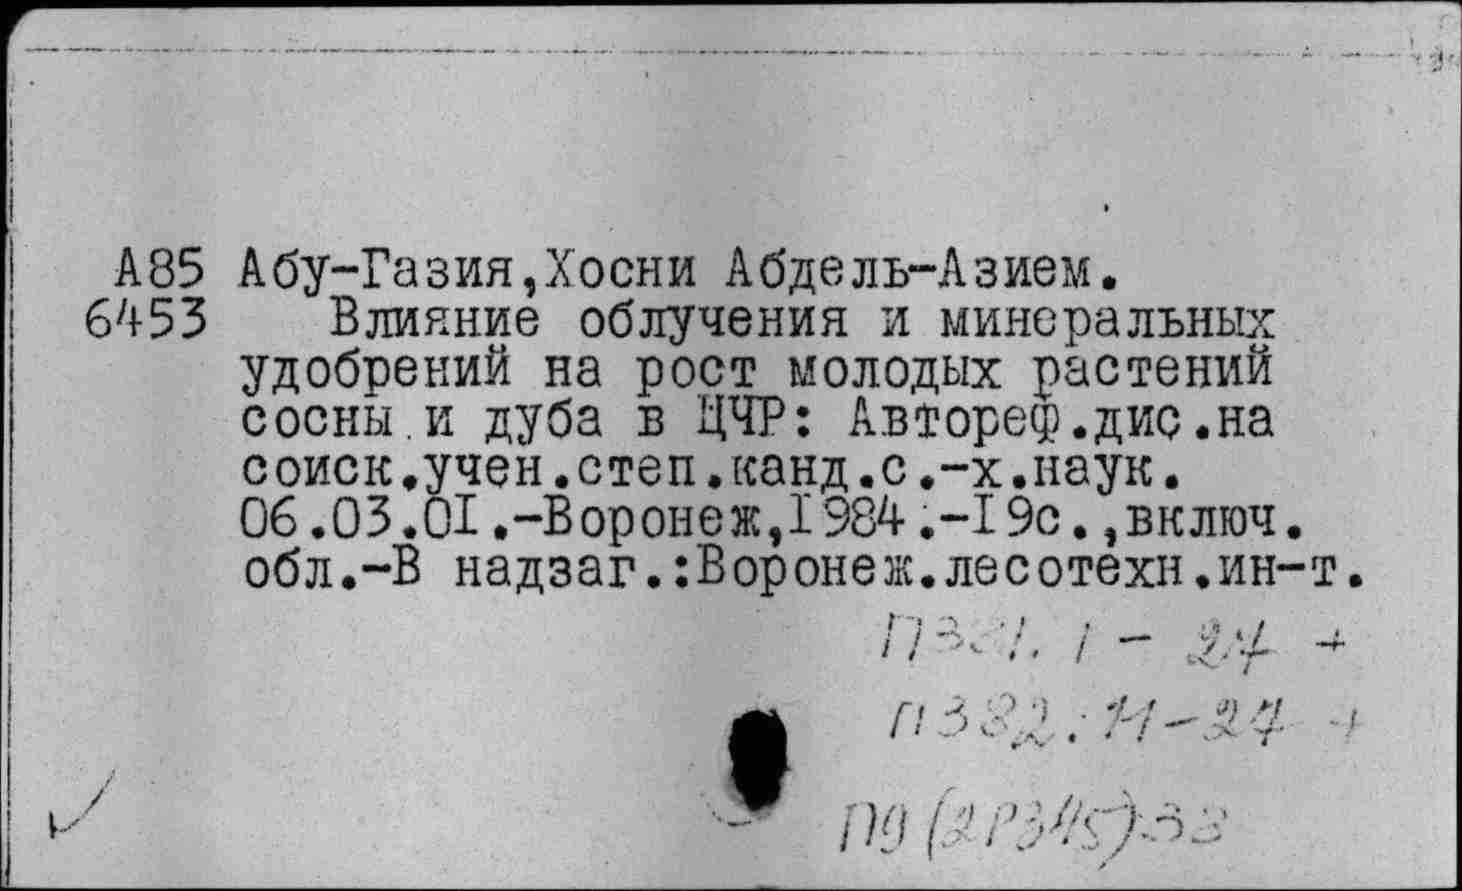 А85 Абу-Газия,Хосни Абдель-Азием.
6453 Влияние облучения и минеральных
удобрений на рост молодых растений
сосны и дуба в ЦЧР: Автореф.дис.на
соиск.учен.степ.канд.с.-х.наук.
06.03.01.-Воронеж,1984.-19с.,включ.
обл.-В надзаг.:Воронеж.лесотехн.ин-т.
П381.1-24 +
П382.11-24 +
П9(2Р345)33